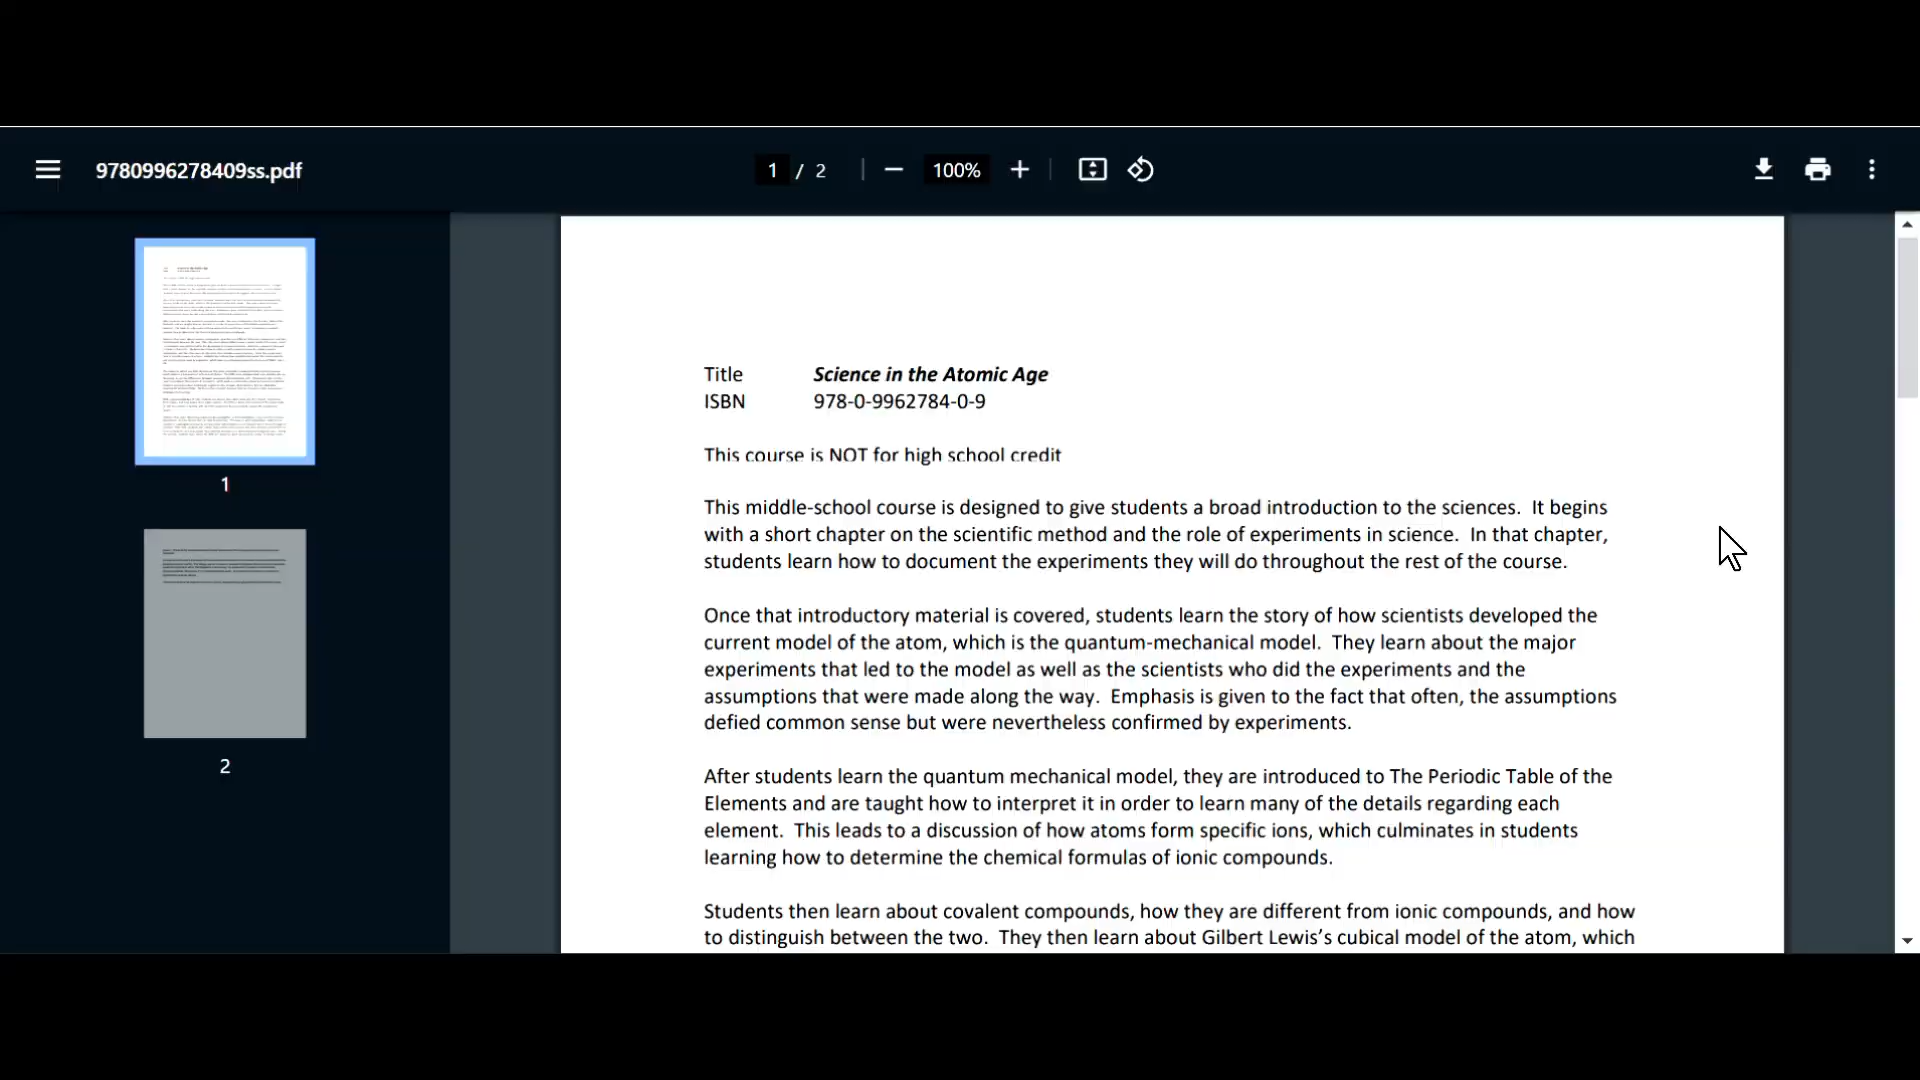 9780996278409ss.pdf
1 / 2
100%
1
2
Title Science in the Atomic Age
ISBN 978-0-9962784-0-9
This course is NOT for high school credit
This middle-school course is designed to give students a broad introduction to the sciences. It begins
with a short chapter on the scientific method and the role of experiments in science. In that chapter,
students learn how to document the experiments they will do throughout the rest of the course.
Once that introductory material is covered, students learn the story of how scientists developed the
current model of the atom, which is the quantum-mechanical model. They learn about the major
experiments that led to the model as well as the scientists who did the experiments and the
assumptions that were made along the way. Emphasis is given to the fact that often, the assumptions
defied common sense but were nevertheless confirmed by experiments.
After students learn the quantum mechanical model, they are introduced to The Periodic Table of the
Elements and are taught how to interpret it in order to learn many of the details regarding each
element. This leads to a discussion of how atoms form specific ions, which culminates in students
learning how to determine the chemical formulas of ionic compounds.
Students then learn about covalent compounds, how they are different from ionic compounds, and how
to distinguish between the two. They then learn about Gilbert Lewis’s cubical model of the atom, which